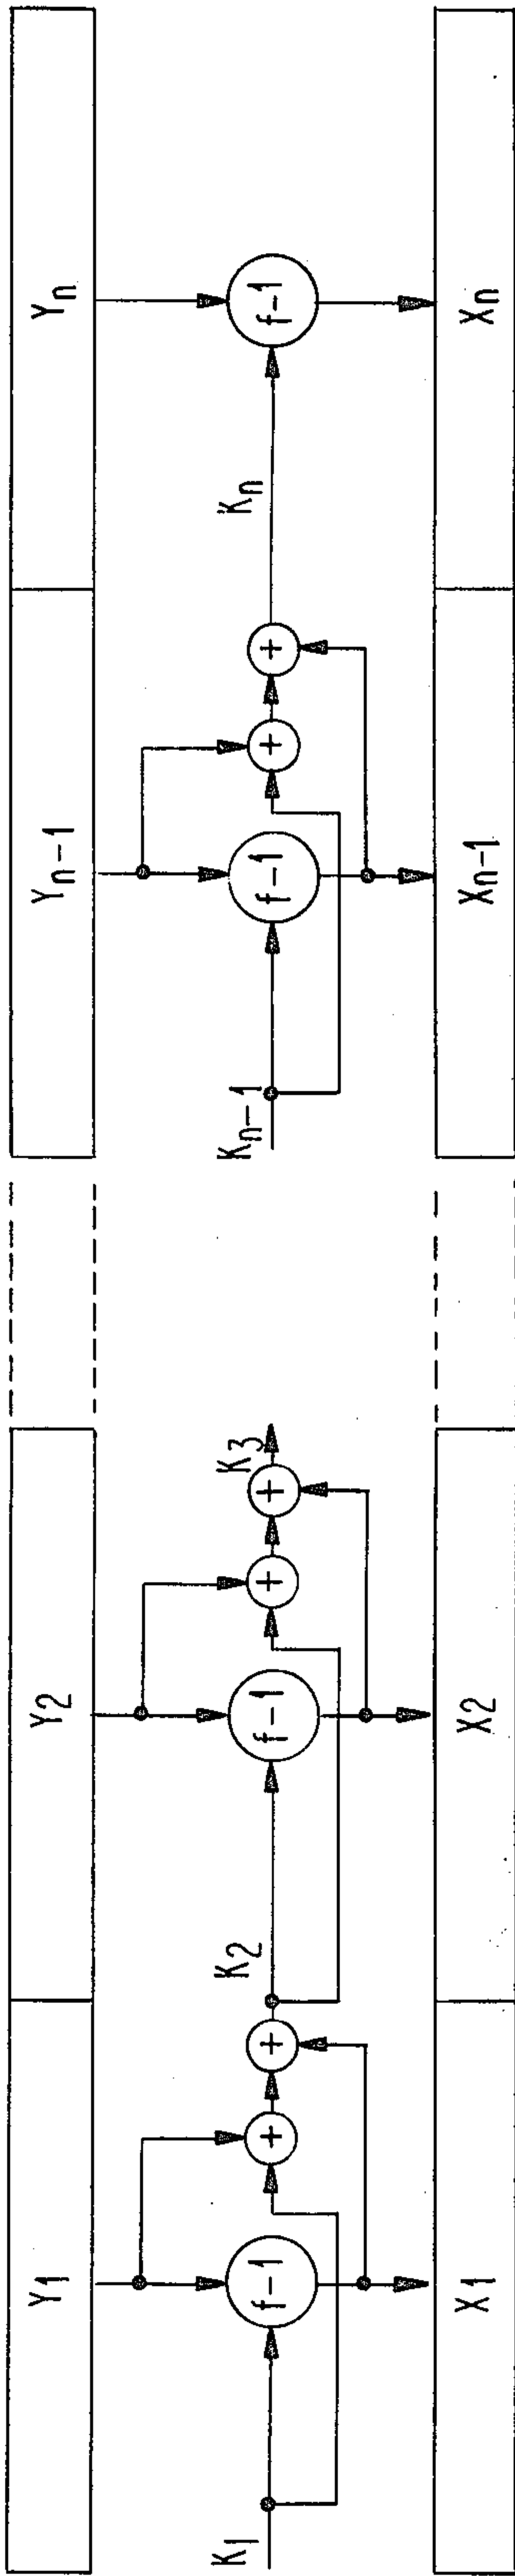 Y1 Y2 Yn-1 Yn
f-1 f-1 f-1 f-1
K1 + + K2 + + K3 Kn-1 + + Kn
X1 X2 Xn-1 Xn